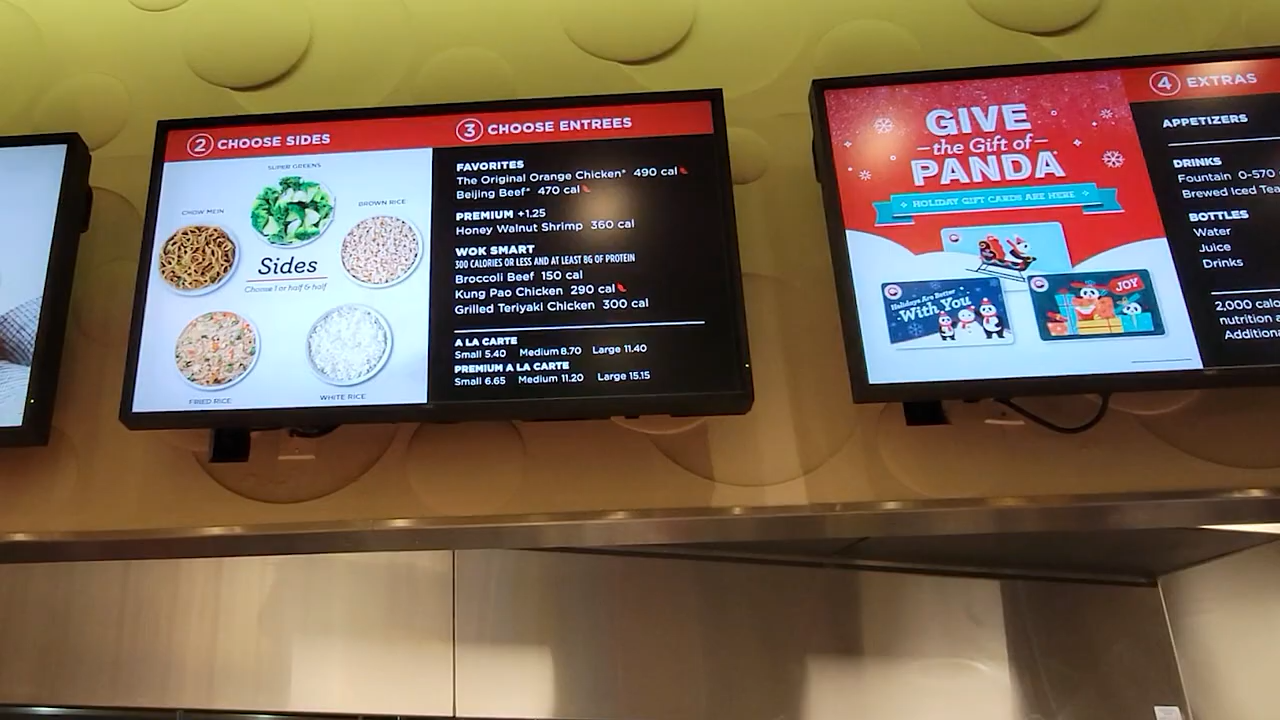 2 CHOOSE SIDES
SUPER GREENS
CHOW MEIN
BROWN RICE
Sides
Choose 1 or half & half
FRIED RICE
WHITE RICE
3 CHOOSE ENTREES
FAVORITES
The Original Orange Chicken® 490 cal
Beijing Beef® 470 cal
PREMIUM +1.25
Honey Walnut Shrimp 360 cal
WOK SMART
300 CALORIES OR LESS AND AT LEAST 8G OF PROTEIN
Broccoli Beef 150 cal
Kung Pao Chicken 290 cal
Grilled Teriyaki Chicken 300 cal
A LA CARTE
Small 5.40 Medium 8.70 Large 11.40
PREMIUM A LA CARTE
Small 6.65 Medium 11.20 Large 15.15
GIVE
the Gift of
PANDA
HOLIDAY GIFT CARDS ARE HERE
Holidays Are Better
With You
JOY
4 EXTRAS
APPETIZERS
DRINKS
Fountain 0-570
Brewed Iced Tea
BOTTLES
Water
Juice
Drinks
2,000 calo
nutrition a
Additiona